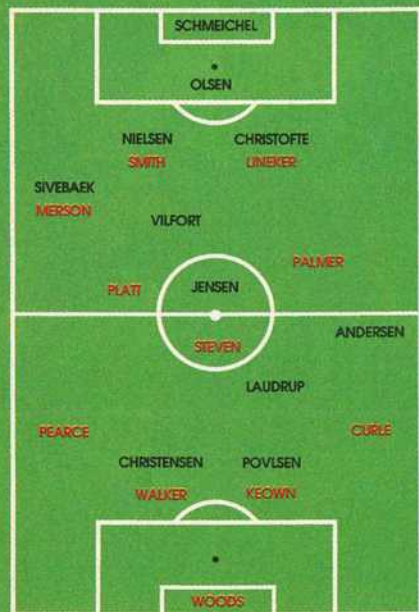 SCHMEICHEL
OLSEN
NIELSEN CHRISTOFTE
SMITH LINEKER
SIVEBAEK
MERSON
VILFORT
PALMER
PLATT JENSEN
ANDERSEN
STEVEN
LAUDRUP
PEARCE CURLE
CHRISTENSEN POVLSEN
WALKER KEOWN
WOODS